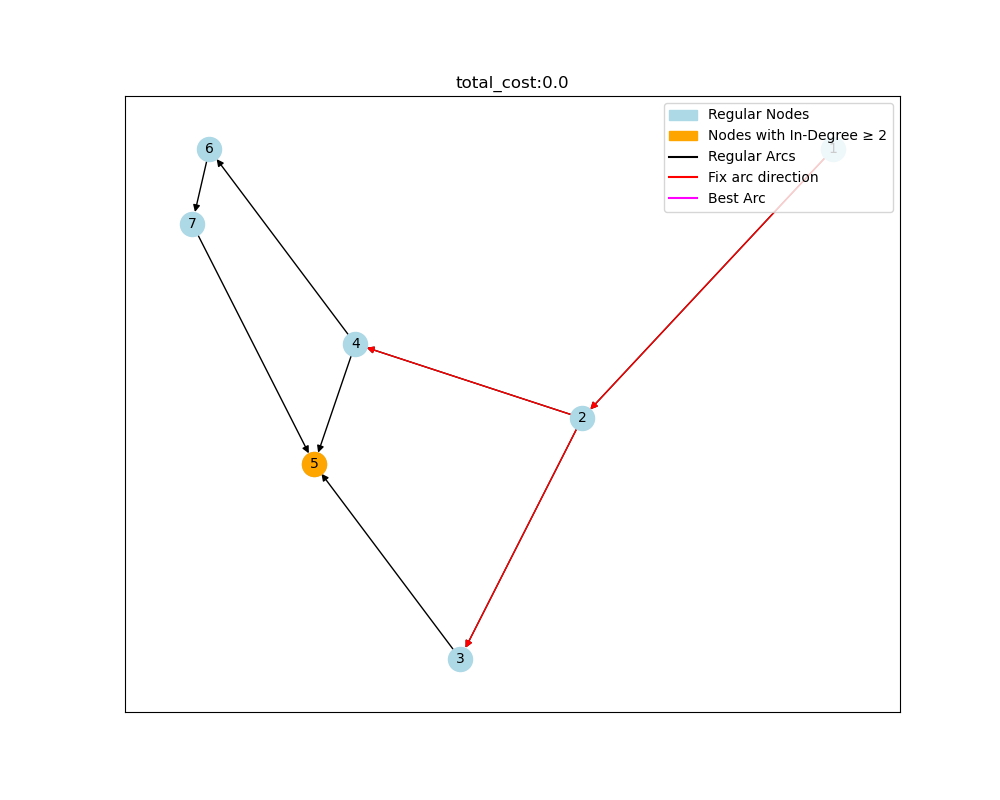 total_cost:0.0
Regular Nodes
Nodes with In-Degree ≥ 2
Regular Arcs
Fix arc direction
Best Arc
1
6
7
4
2
5
3